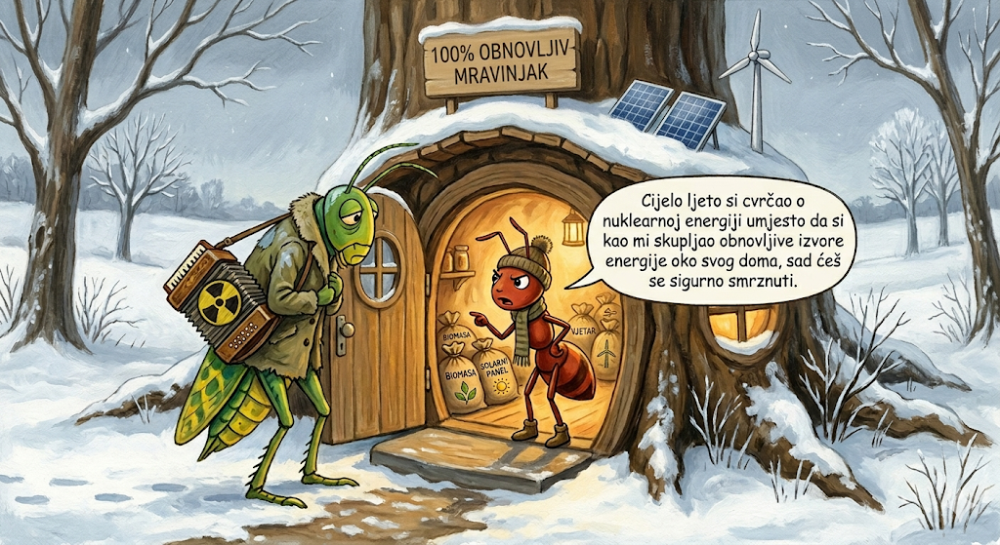 100% OBNOVLJIV
MRAVINJAK
Cijelo ljeto si cvrčao o
nuklearnoj energiji umjesto da si
kao mi skupljao obnovljive izvore
energije oko svog doma, sad ćeš
se sigurno smrznuti.
BIOMASA
BIOMASA
SOLARNI
PANEL
VJETAR